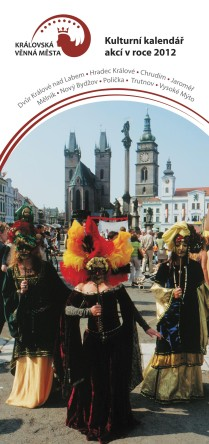 KRÁLOVSKÁ
VĚNNÁ MĚSTA
Kulturní kalendář
akcí v roce 2012
Dvůr Králové nad Labem • Hradec Králové • Chrudim • Jaroměř
Mělník • Nový Bydžov • Polička • Trutnov • Vysoké Mýto